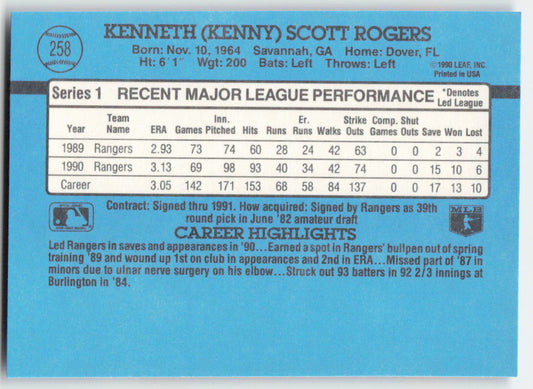 258
KENNETH (KENNY) SCOTT ROGERS
Born: Nov. 10, 1964 Savannah, GA Home: Dover, FL
Ht: 6'1" Wgt: 200 Bats: Left Throws: Left
©1990 LEAF, INC.
Printed in USA
Series 1 RECENT MAJOR LEAGUE PERFORMANCE *Denotes Led League
Year Team Name ERA Games Inn. Pitched Hits Runs Er. Runs Walks Strike Outs Comp. Games Shut Outs Save Won Lost
1989 Rangers 2.93 73 74 60 28 24 42 63 0 0 2 3 4
1990 Rangers 3.13 69 98 93 40 34 42 74 0 0 15 10 6
Career 3.05 142 171 153 68 58 84 137 0 0 17 13 10
Contract: Signed thru 1991. How acquired: Signed by Rangers as 39th
round pick in June '82 amateur draft
CAREER HIGHLIGHTS
MLB
Led Rangers in saves and appearances in '90...Earned a spot in Rangers' bullpen out of spring
training '89 and wound up 1st on club in appearances and 2nd in ERA...Missed part of '87 in
minors due to ulnar nerve surgery on his elbow...Struck out 93 batters in 92 2/3 innings at
Burlington in '84.